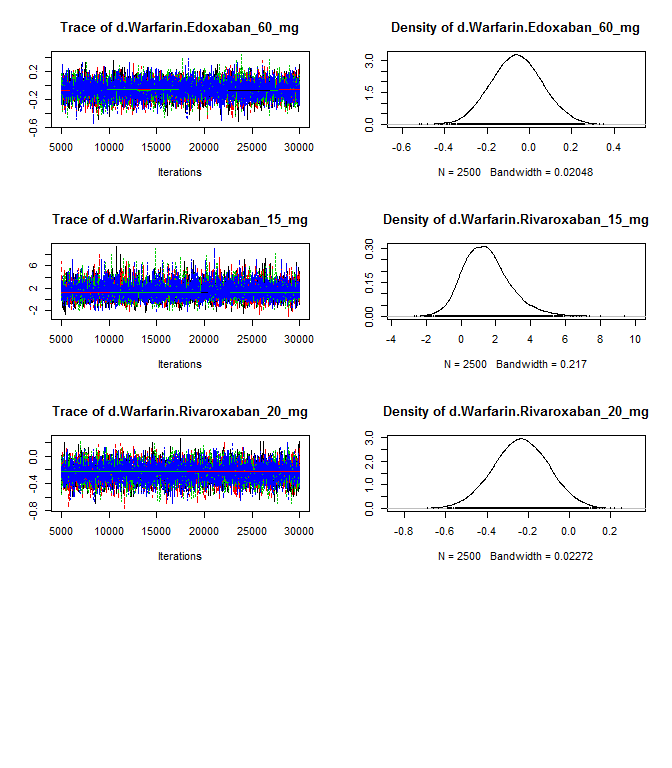 Trace of d.Warfarin.Edoxaban_60_mg
0.2
-0.2
-0.6
5000 10000 15000 20000 25000 30000
Iterations
Density of d.Warfarin.Edoxaban_60_mg
3.0
1.5
0.0
-0.6 -0.4 -0.2 0.0 0.2 0.4
N = 2500 Bandwidth = 0.02048
Trace of d.Warfarin.Rivaroxaban_15_mg
6
2
-2
5000 10000 15000 20000 25000 30000
Iterations
Density of d.Warfarin.Rivaroxaban_15_mg
0.30
0.15
0.00
-4 -2 0 2 4 6 8 10
N = 2500 Bandwidth = 0.217
Trace of d.Warfarin.Rivaroxaban_20_mg
0.0
-0.4
-0.8
5000 10000 15000 20000 25000 30000
Iterations
Density of d.Warfarin.Rivaroxaban_20_mg
3.0
2.0
1.0
0.0
-0.8 -0.6 -0.4 -0.2 0.0 0.2
N = 2500 Bandwidth = 0.02272